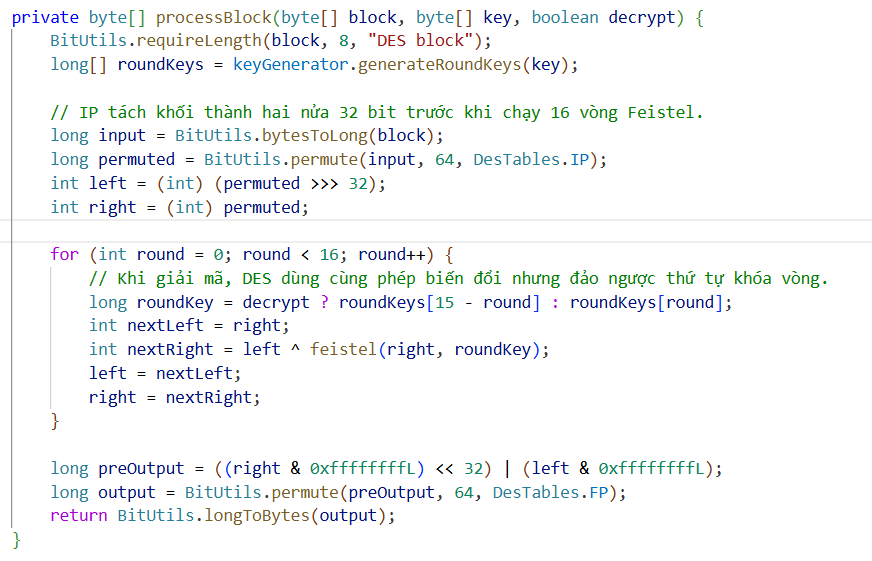 private byte[] processBlock(byte[] block, byte[] key, boolean decrypt) {
    BitUtils.requireLength(block, 8, "DES block");
    long[] roundKeys = keyGenerator.generateRoundKeys(key);

    // IP tách khối thành hai nửa 32 bit trước khi chạy 16 vòng Feistel.
    long input = BitUtils.bytesToLong(block);
    long permuted = BitUtils.permute(input, 64, DesTables.IP);
    int left = (int) (permuted >>> 32);
    int right = (int) permuted;

    for (int round = 0; round < 16; round++) {
        // Khi giải mã, DES dùng cùng phép biến đổi nhưng đảo ngược thứ tự khóa vòng.
        long roundKey = decrypt ? roundKeys[15 - round] : roundKeys[round];
        int nextLeft = right;
        int nextRight = left ^ feistel(right, roundKey);
        left = nextLeft;
        right = nextRight;
    }

    long preOutput = ((right & 0xffffffffL) << 32) | (left & 0xffffffffL);
    long output = BitUtils.permute(preOutput, 64, DesTables.FP);
    return BitUtils.longToBytes(output);
}